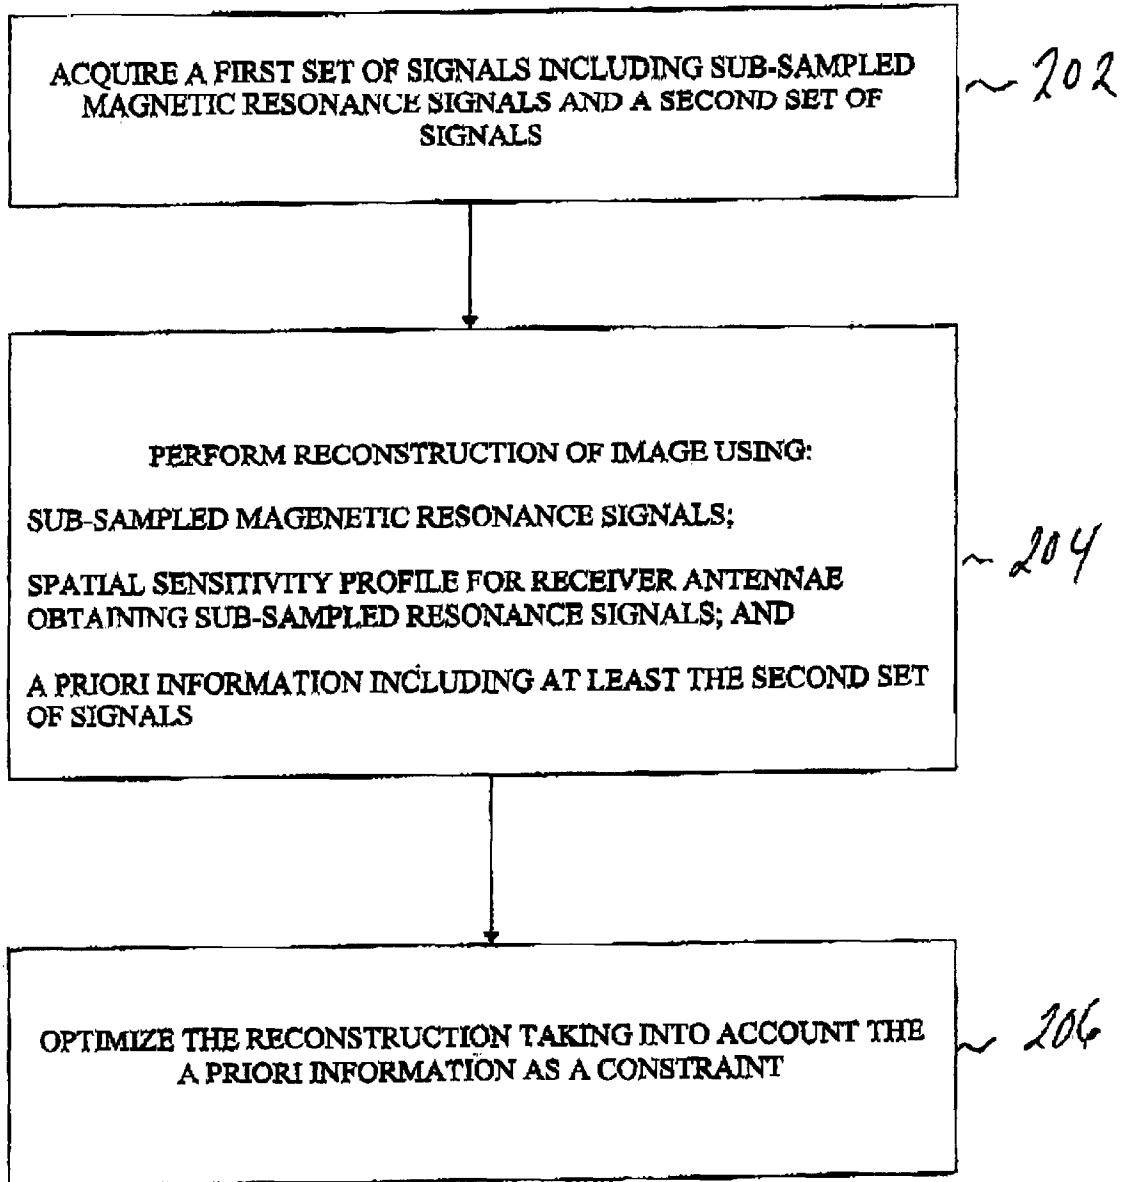 ACQUIRE A FIRST SET OF SIGNALS INCLUDING SUB-SAMPLED
MAGNETIC RESONANCE SIGNALS AND A SECOND SET OF
SIGNALS
202
PERFORM RECONSTRUCTION OF IMAGE USING:
SUB-SAMPLED MAGENETIC RESONANCE SIGNALS;
SPATIAL SENSITIVITY PROFILE FOR RECEIVER ANTENNAE
OBTAINING SUB-SAMPLED RESONANCE SIGNALS; AND
A PRIORI INFORMATION INCLUDING AT LEAST THE SECOND SET
OF SIGNALS
204
OPTIMIZE THE RECONSTRUCTION TAKING INTO ACCOUNT THE
A PRIORI INFORMATION AS A CONSTRAINT
206